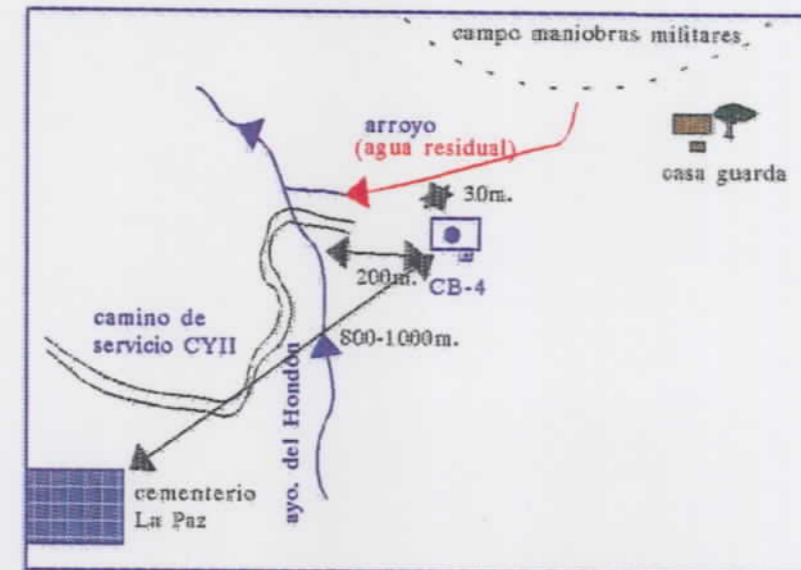 campo maniobras militares
arroyo
(agua residual)
casa guarda
30m.
200m.
CB-4
camino de
servicio CYII
800-1000m.
ayo. del Hondón
cementerio
La Paz